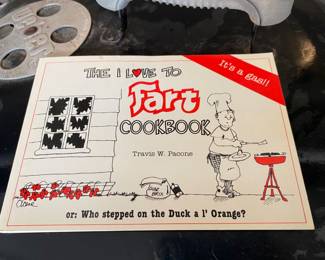 THE I LOVE TO
It's a gas!!
Fart
COOKBOOK
Travis W. Pacone
or: Who stepped on the Duck a l' Orange?